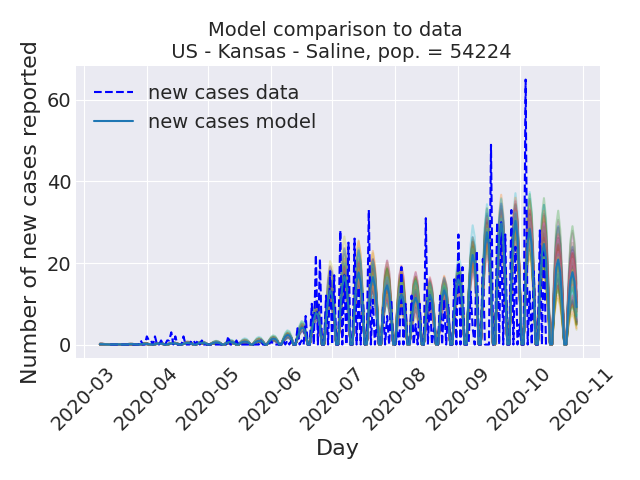 Model comparison to data
US - Kansas - Saline, pop. = 54224
Number of new cases reported
new cases data
new cases model
60
40
20
0
2020-03
2020-04
2020-05
2020-06
2020-07
2020-08
2020-09
2020-10
2020-11
Day